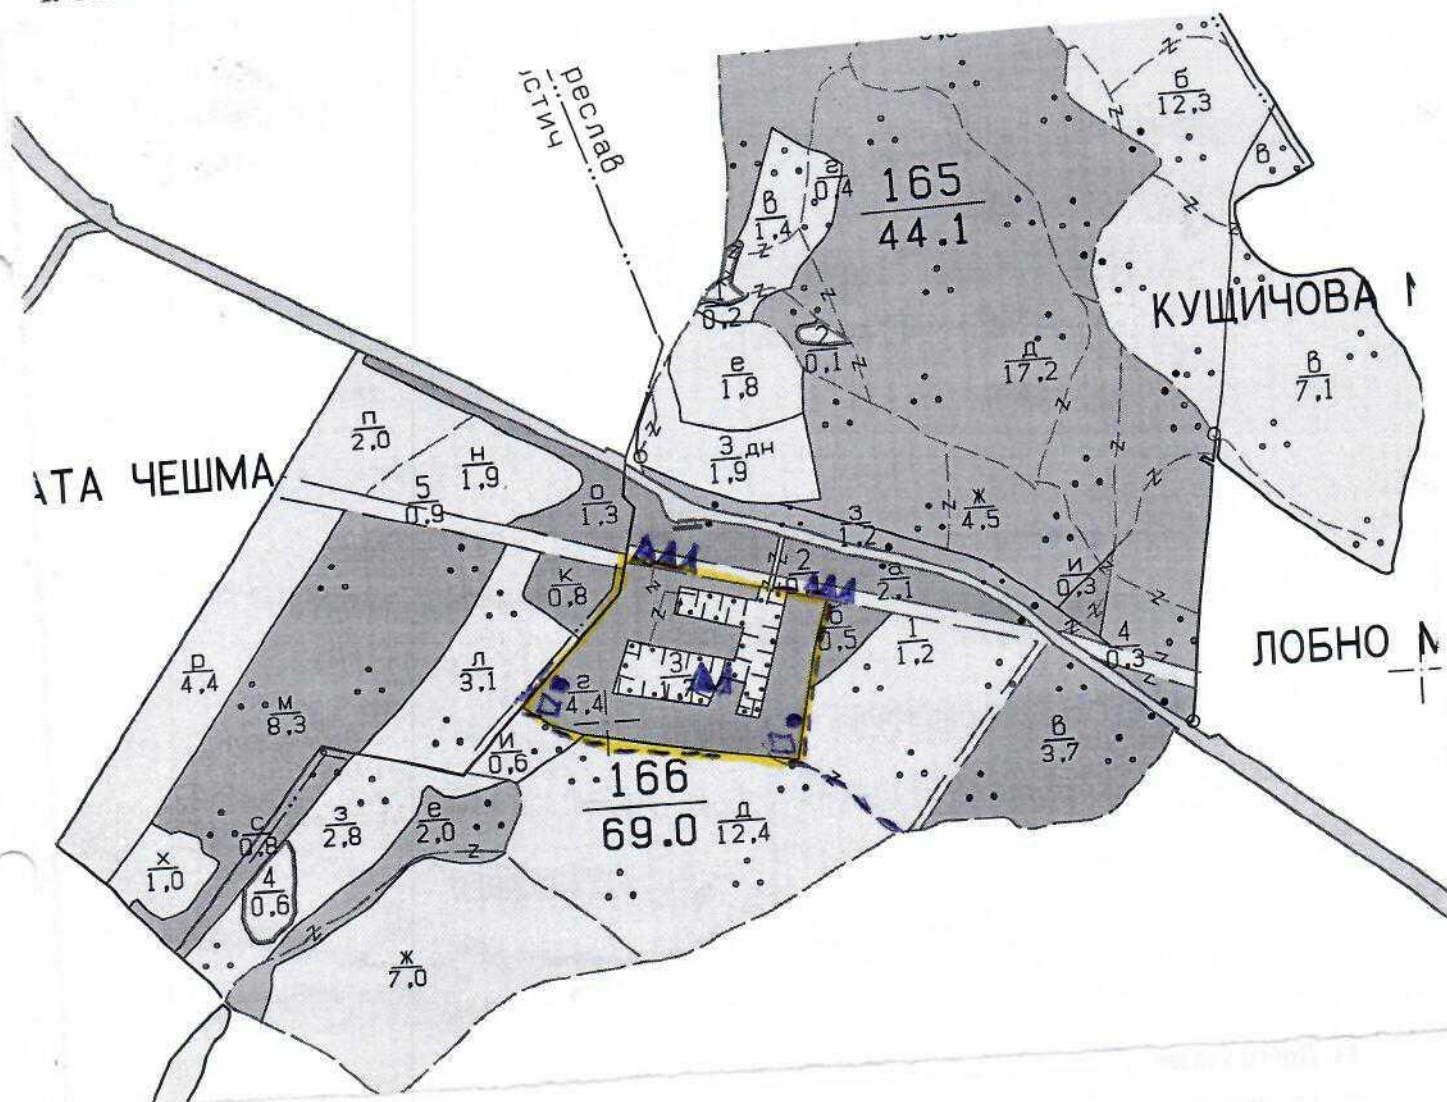 реслав
стич
б
12,3
в
165
44.1
г
0,4
в
1,4
КУЩИЧОВА
1
0,2
2
0,1
д
17,2
е
1,8
в
7,1
п
2,0
З дн
1,9
АТА ЧЕШМА
н
1,9
5
0,9
о
1,3
з
1,2
ж
4,5
2
а
2,1
и
0,3
к
0,8
б
0,5
1
1,2
4
0,3
ЛОБНО
р
4,4
л
3,1
3
г
4,4
м
8,3
в
3,7
и
0,6
166
69.0
д
12,4
с
0,8
з
2,8
е
2,0
х
1,0
4
0,6
ж
7,0